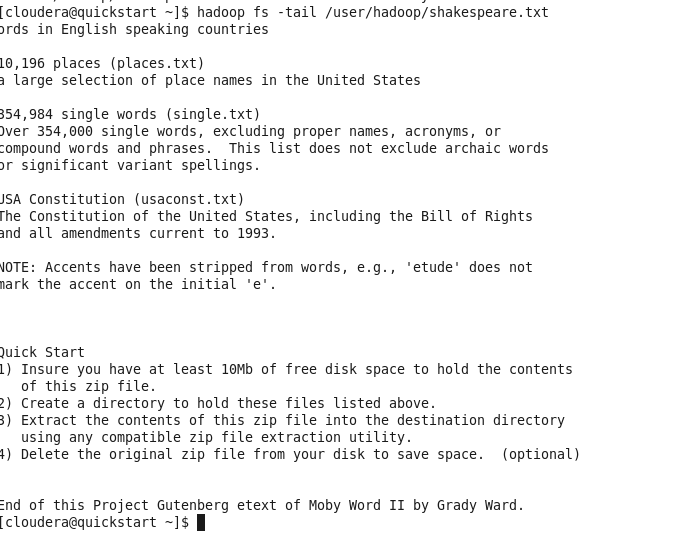 [cloudera@quickstart ~]$ hadoop fs -tail /user/hadoop/shakespeare.txt
ords in English speaking countries
10,196 places (places.txt)
a large selection of place names in the United States
354,984 single words (single.txt)
Over 354,000 single words, excluding proper names, acronyms, or
compound words and phrases.  This list does not exclude archaic words
or significant variant spellings.
USA Constitution (usaconst.txt)
The Constitution of the United States, including the Bill of Rights
and all amendments current to 1993.
NOTE: Accents have been stripped from words, e.g., 'etude' does not
mark the accent on the initial 'e'.
Quick Start
1) Insure you have at least 10Mb of free disk space to hold the contents
of this zip file.
2) Create a directory to hold these files listed above.
3) Extract the contents of this zip file into the destination directory
using any compatible zip file extraction utility.
4) Delete the original zip file from your disk to save space.  (optional)
End of this Project Gutenberg etext of Moby Word II by Grady Ward.
[cloudera@quickstart ~]$